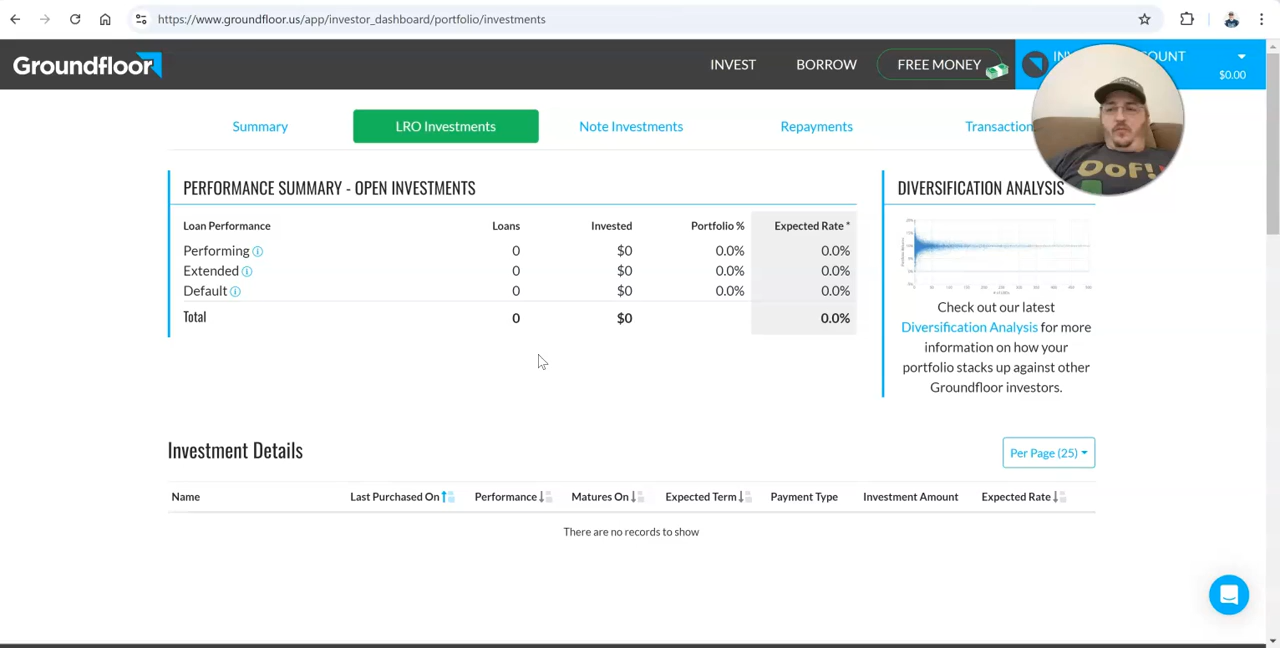 https://www.groundfloor.us/app/investor_dashboard/portfolio/investments
Groundfloor
INVEST
BORROW
FREE MONEY
$0.00
Summary
LRO Investments
Note Investments
Repayments
PERFORMANCE SUMMARY - OPEN INVESTMENTS
Loan Performance Loans Invested Portfolio % Expected Rate *
Performing 0 $0 0.0% 0.0%
Extended 0 $0 0.0% 0.0%
Default 0 $0 0.0% 0.0%
Total 0 $0 0.0%
DIVERSIFICATION ANALYSIS
Check out our latest
Diversification Analysis for more
information on how your
portfolio stacks up against other
Groundfloor investors.
Investment Details
Per Page (25)
Name Last Purchased On Performance Matures On Expected Term Payment Type Investment Amount Expected Rate
There are no records to show